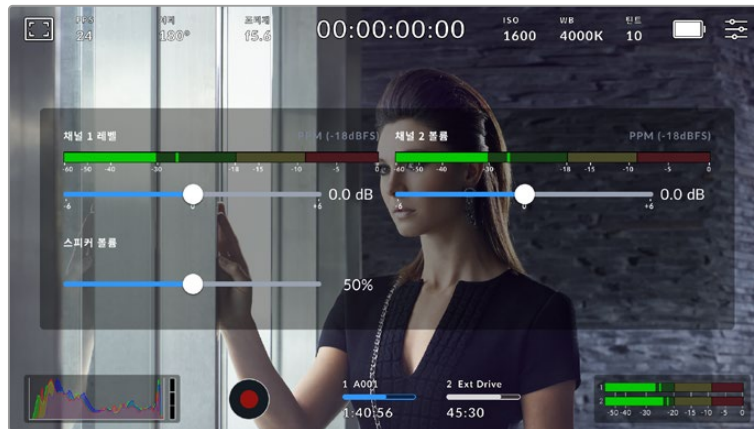 FPS 셔터 조리개 00:00:00:00 ISO WB 틴트
24 180° f5.6 1600 4000K 10
채널 1 레벨 PPM (-18dBFS) 채널 2 볼륨 PPM (-18dBFS)
-60 -50 -40 -30 -18 -15 -10 -5 0 -60 -50 -40 -30 -18 -15 -10 -5 0
0.0 dB 0.0 dB
-6 0 +6 -6 0 +6
스피커 볼륨
50%
1 A001 2 Ext Drive
1:40:56 45:30
1
2
-50 -40 -30 -20 -15 -10 -5 0